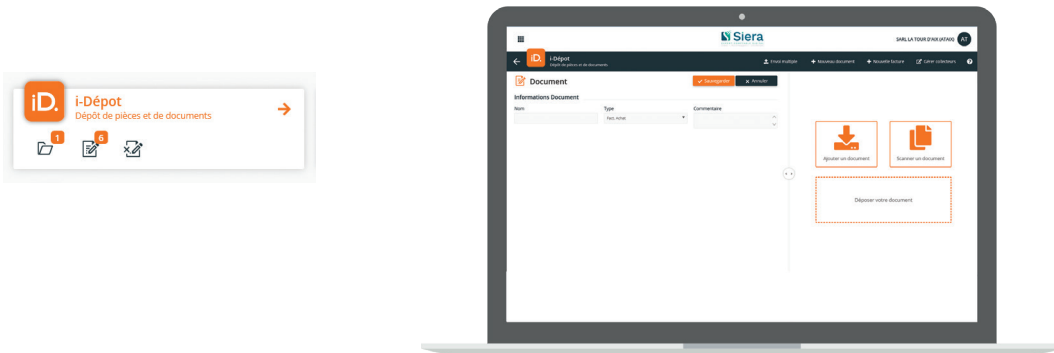 iD.
i-Dépôt
Dépôt de pièces et de documents
1
6
Siera
SARL LA TOUR D'AIX (ATAIX)
AT
iD.
i-Dépôt
Dépôt de pièces et de documents
Envoi multiple
Nouveau document
Nouvelle facture
Gérer collecteurs
Document
Sauvegarder
Annuler
Informations Document
Nom
Type
Commentaire
Fact. Achat
Ajouter un document
Scanner un document
Déposer votre document